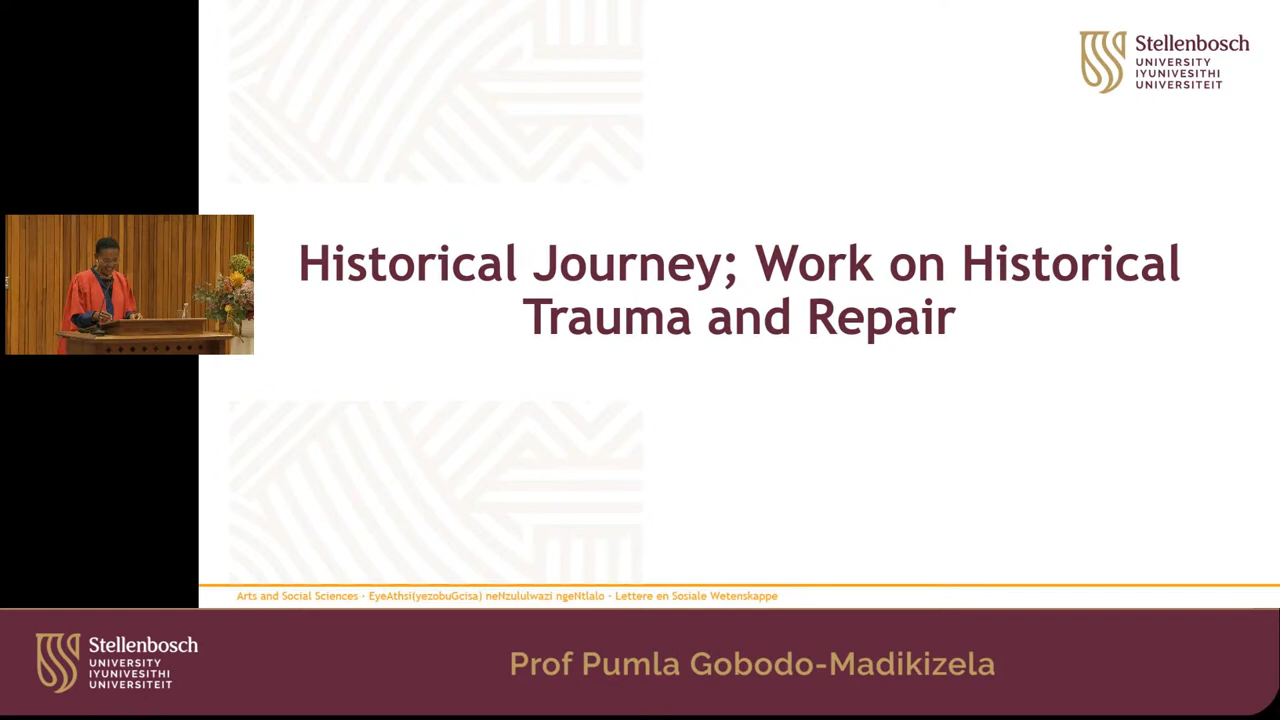 Stellenbosch
UNIVERSITY
IYUNIVESITHI
UNIVERSITEIT
Historical Journey; Work on Historical
Trauma and Repair
Arts and Social Sciences · EyeAthsi(yezobuGcisa) neNzululwazi ngeNtlalo · Lettere en Sosiale Wetenskappe
Stellenbosch
UNIVERSITY
IYUNIVESITHI
UNIVERSITEIT
Prof Pumla Gobodo-Madikizela